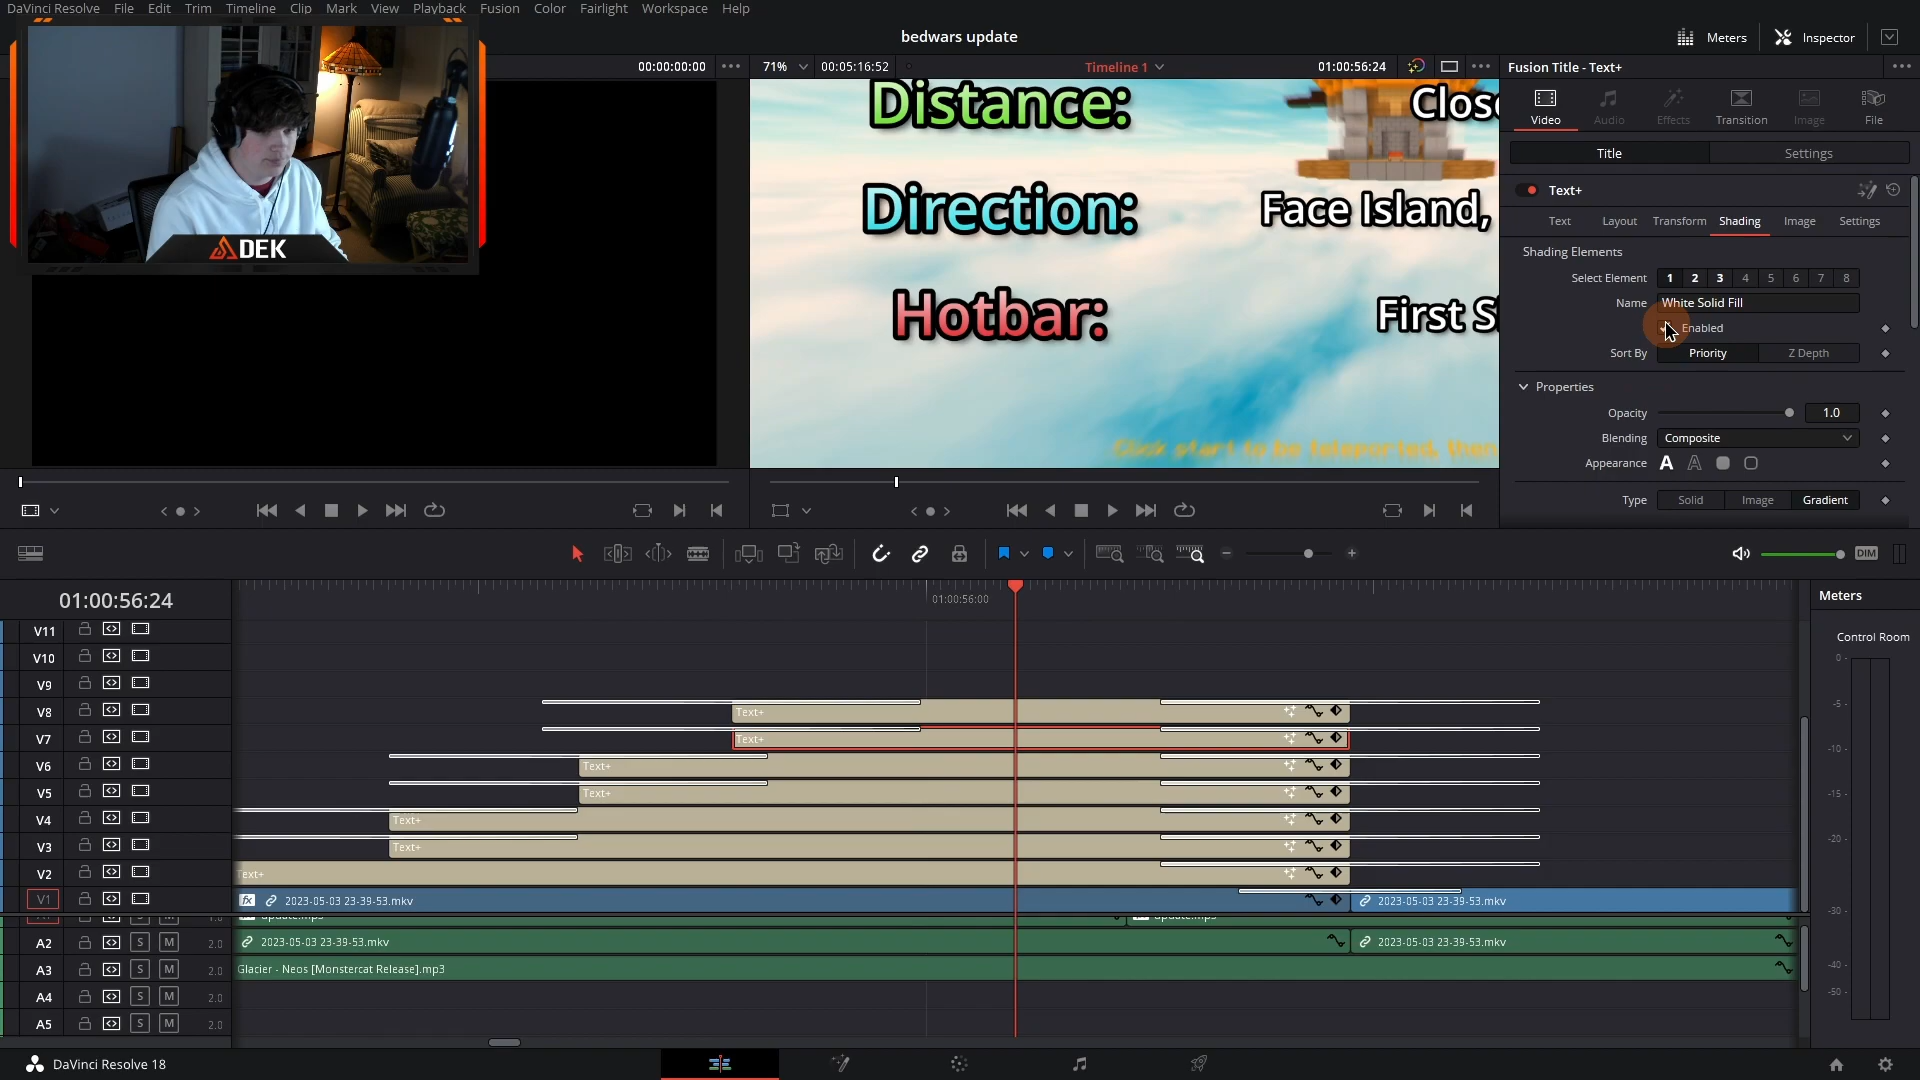 DaVinci Resolve File Edit Trim Timeline Clip Mark View Playback Fusion Color Fairlight Workspace Help
bedwars update
Meters Inspector
00:00:00:00
71% 00:05:16:52 Timeline 1 01:00:56:24
Fusion Title - Text+
Video Audio Effects Transition Image File
Title Settings
Text+
Text Layout Transform Shading Image Settings
Shading Elements
Select Element 1 2 3 4 5 6 7 8
Name White Solid Fill
Enabled
Sort By Priority Z Depth
Properties
Opacity 1.0
Blending Composite
Appearance A A
Type Solid Image Gradient
DEK
Distance:
Close
Direction:
Face Island,
Hotbar:
First S
Click start to be teleported, then
DIM
01:00:56:24
01:00:56:00
V11
V10
V9
V8 Text+
V7 Text+
V6 Text+
V5 Text+
V4 Text+
V3 Text+
V2 Text+
V1 fx 2023-05-03 23-39-53.mkv 2023-05-03 23-39-53.mkv
update.mp3 update.mp3
A2 S M 2.0 2023-05-03 23-39-53.mkv 2023-05-03 23-39-53.mkv
A3 S M 2.0 Glacier - Neos [Monstercat Release].mp3
A4 S M 2.0
A5 S M 2.0
Meters
Control Room
0
-5
-10
-15
-20
-30
-40
-50
DaVinci Resolve 18